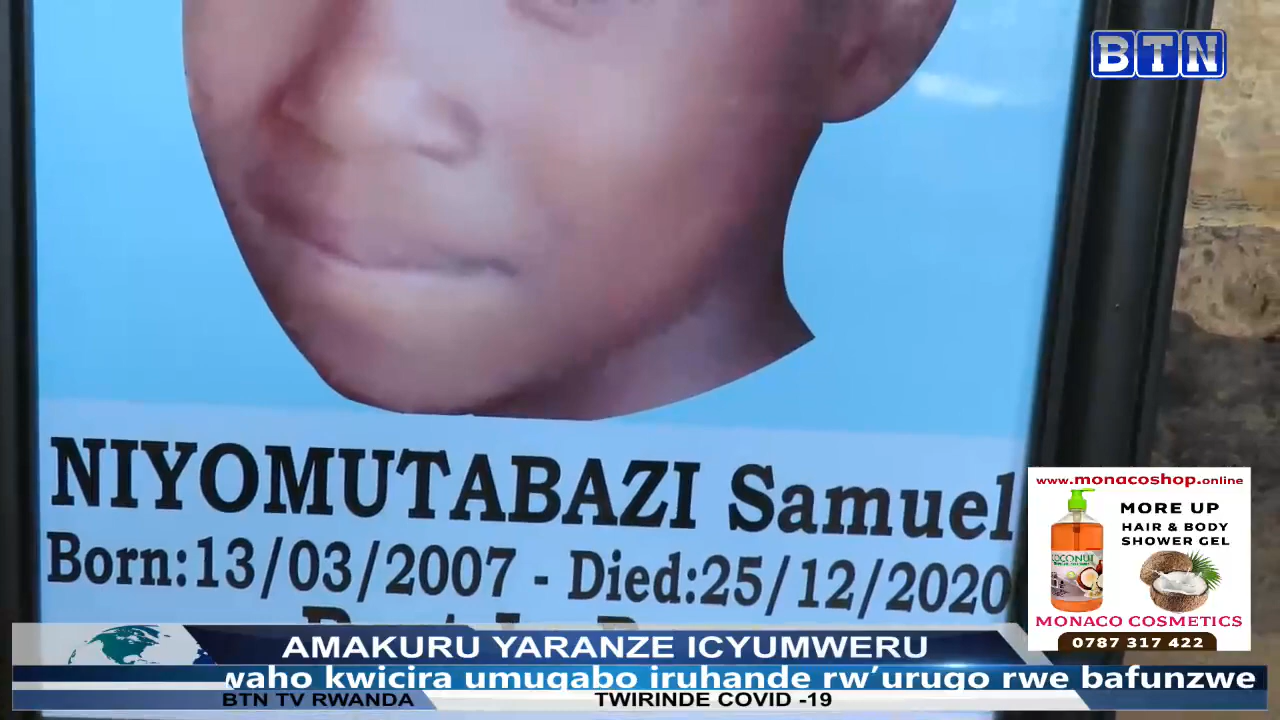 BTN
NIYOMUTABAZI Samuel
Born:13/03/2007 - Died:25/12/2020
www.monacoshop.online
MORE UP
HAIR & BODY
SHOWER GEL
MONACO COSMETICS
0787 317 422
AMAKURU YARANZE ICYUMWERU
waho kwicira umugabo iruhande rw'urugo rwe bafunzwe
BTN TV RWANDA
TWIRINDE COVID -19